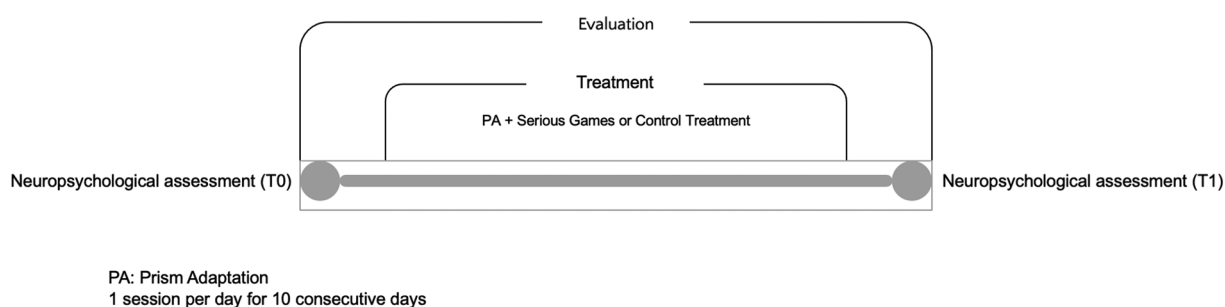 Evaluation
Treatment
PA + Serious Games or Control Treatment
Neuropsychological assessment (T0)
Neuropsychological assessment (T1)
PA: Prism Adaptation
1 session per day for 10 consecutive days